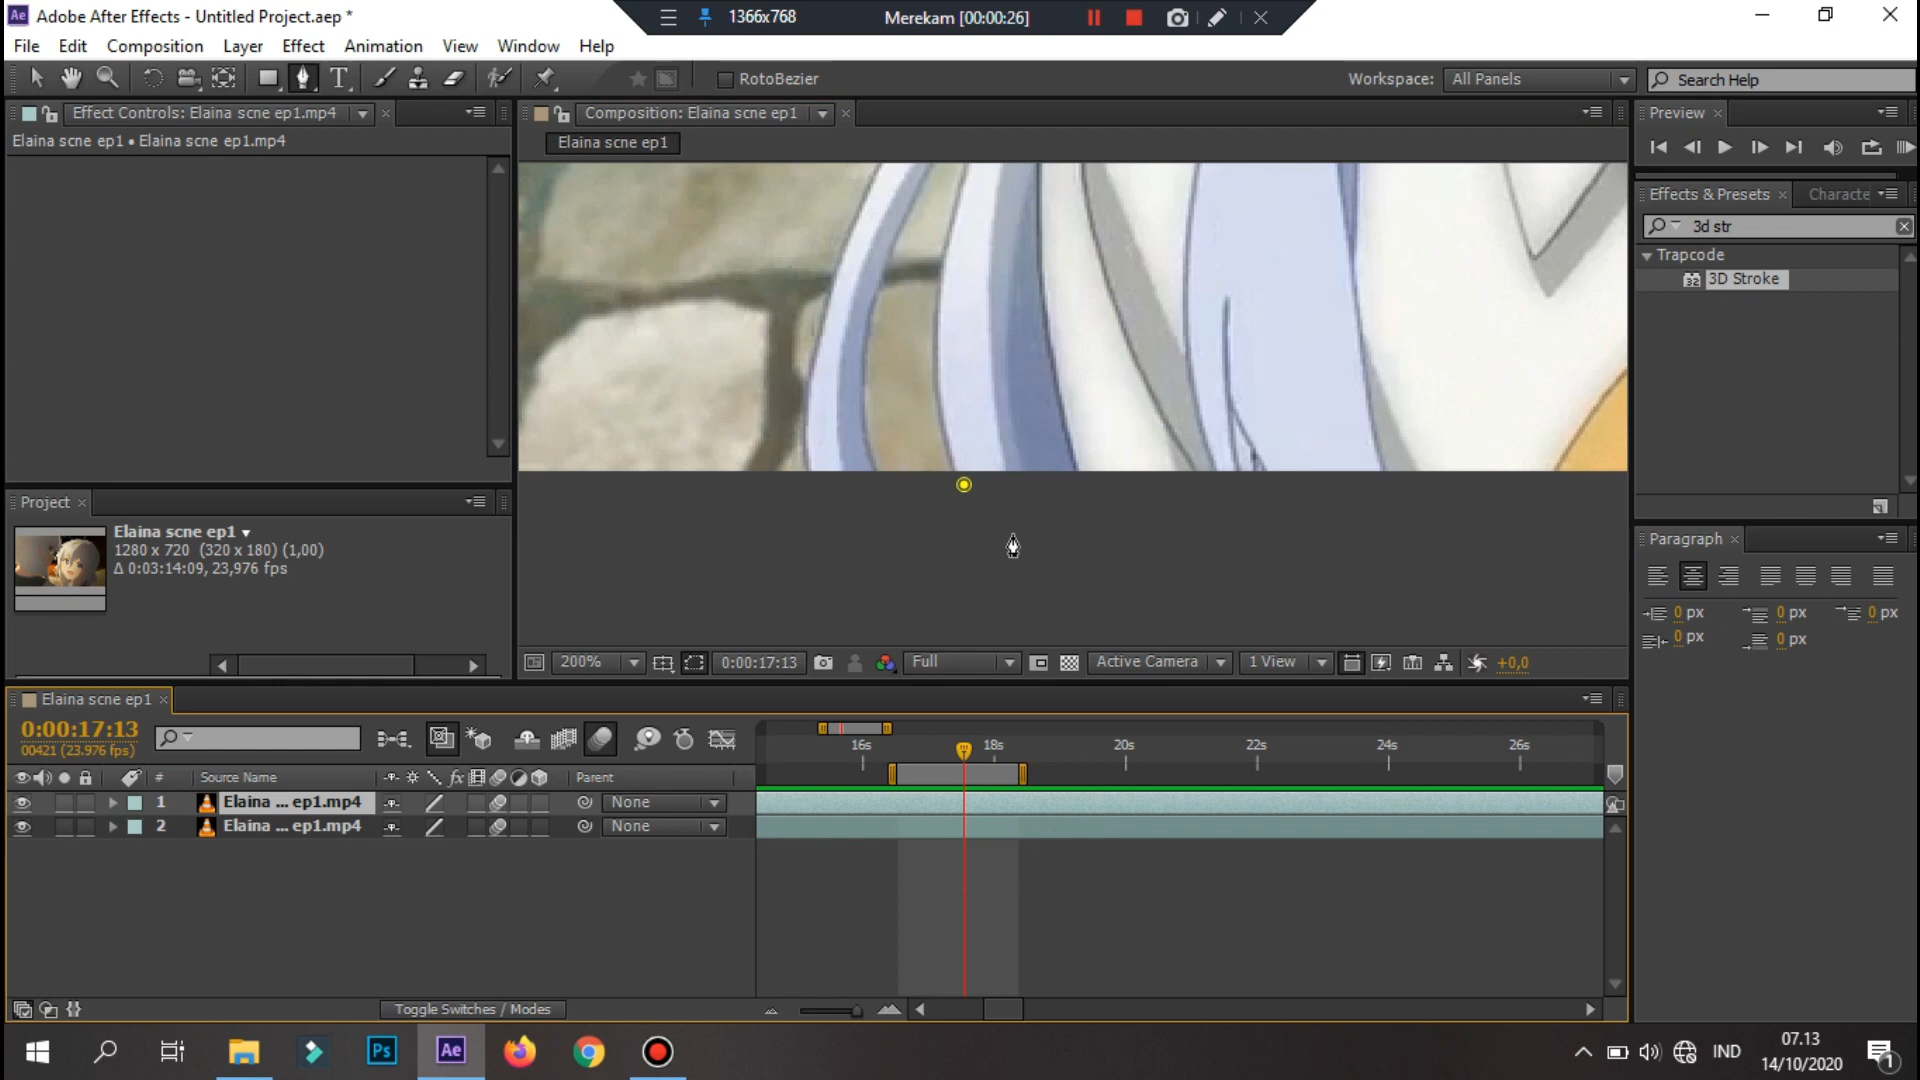 Adobe After Effects - Untitled Project.aep *
1366x768
Merekam [00:00:26]
File Edit Composition Layer Effect Animation View Window Help
RotoBezier
Workspace: All Panels
Search Help
Effect Controls: Elaina scne ep1.mp4
Composition: Elaina scne ep1
Preview
Elaina scne ep1 • Elaina scne ep1.mp4
Elaina scne ep1
Effects & Presets
Characte
3d str
Trapcode
32 3D Stroke
Project
Elaina scne ep1
1280 x 720 (320 x 180) (1,00)
Δ 0:03:14:09, 23,976 fps
Paragraph
0 px 0 px 0 px
0 px 0 px
200% 0:00:17:13 Full Active Camera 1 View +0,0
Elaina scne ep1
0:00:17:13
00421 (23.976 fps)
16s 18s 20s 22s 24s 26s
# Source Name fx Parent
1 Elaina ... ep1.mp4 None
2 Elaina ... ep1.mp4 None
Toggle Switches / Modes
Ps Ae
IND
07.13
14/10/2020
1